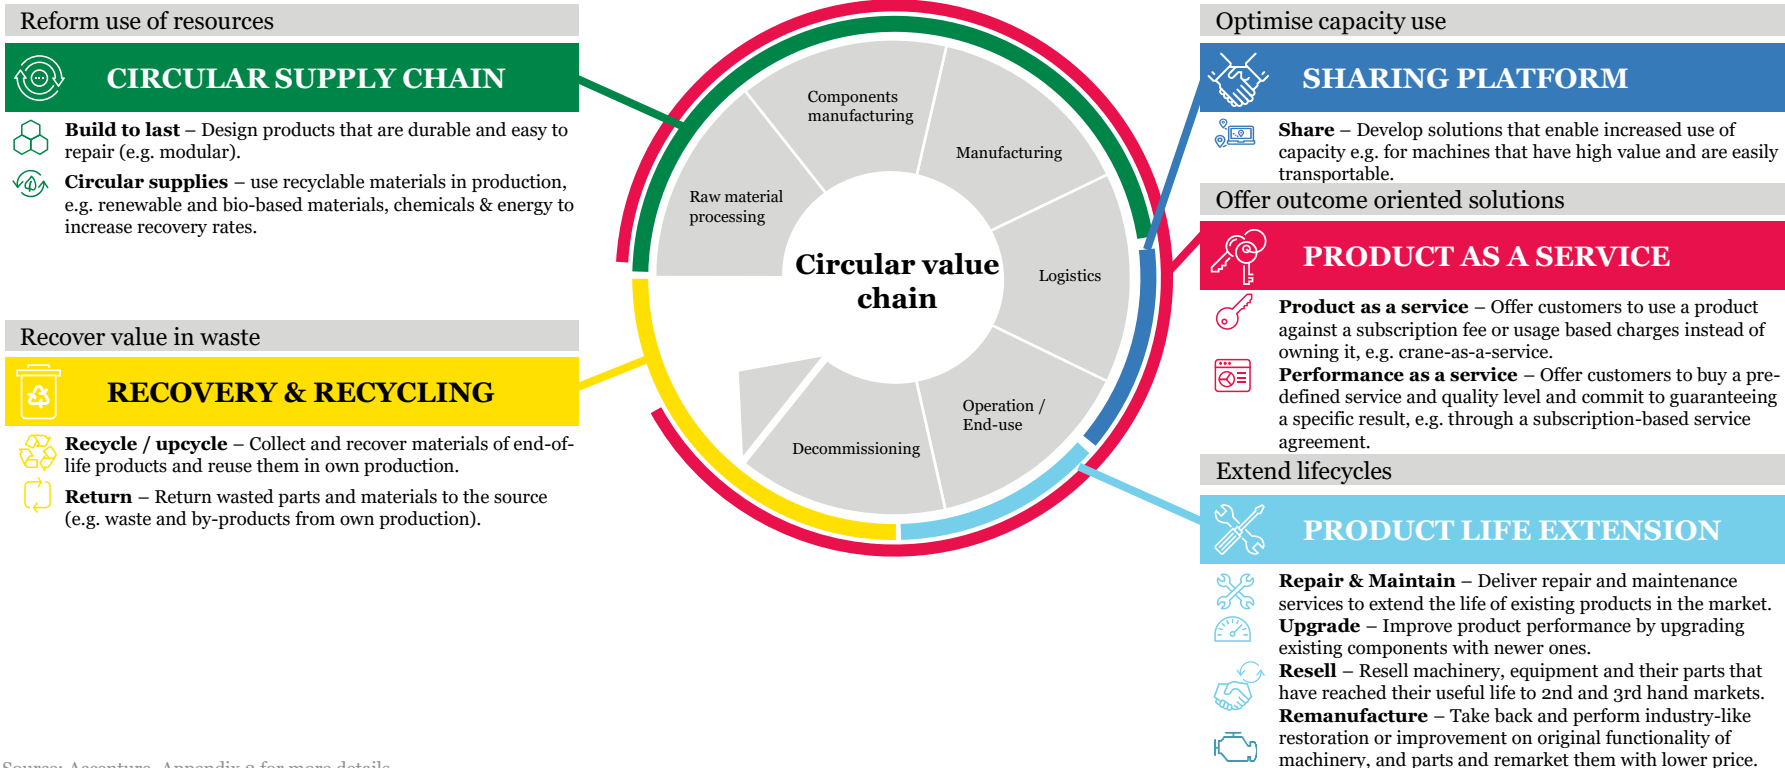 Reform use of resources
CIRCULAR SUPPLY CHAIN
Build to last – Design products that are durable and easy to
repair (e.g. modular).
Circular supplies – use recyclable materials in production,
e.g. renewable and bio-based materials, chemicals & energy to
increase recovery rates.
Recover value in waste
RECOVERY & RECYCLING
Recycle / upcycle – Collect and recover materials of end-of-
life products and reuse them in own production.
Return – Return wasted parts and materials to the source
(e.g. waste and by-products from own production).
Components
manufacturing
Manufacturing
Raw material
processing
Circular value
chain
Logistics
Operation /
End-use
Decommissioning
Optimise capacity use
SHARING PLATFORM
Share – Develop solutions that enable increased use of
capacity e.g. for machines that have high value and are easily
transportable.
Offer outcome oriented solutions
PRODUCT AS A SERVICE
Product as a service – Offer customers to use a product
against a subscription fee or usage based charges instead of
owning it, e.g. crane-as-a-service.
Performance as a service – Offer customers to buy a pre-
defined service and quality level and commit to guaranteeing
a specific result, e.g. through a subscription-based service
agreement.
Extend lifecycles
PRODUCT LIFE EXTENSION
Repair & Maintain – Deliver repair and maintenance
services to extend the life of existing products in the market.
Upgrade – Improve product performance by upgrading
existing components with newer ones.
Resell – Resell machinery, equipment and their parts that
have reached their useful life to 2nd and 3rd hand markets.
Remanufacture – Take back and perform industry-like
restoration or improvement on original functionality of
machinery, and parts and remarket them with lower price.
Source: Accenture, Appendix 2 for more details